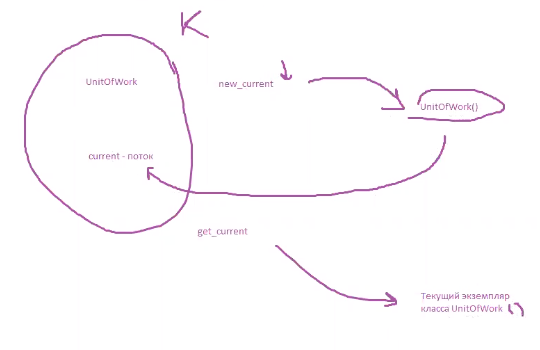 К
UnitOfWork
new_current
UnitOfWork()
current - поток
get_current
Текущий экземпляр
класса UnitOfWork ()